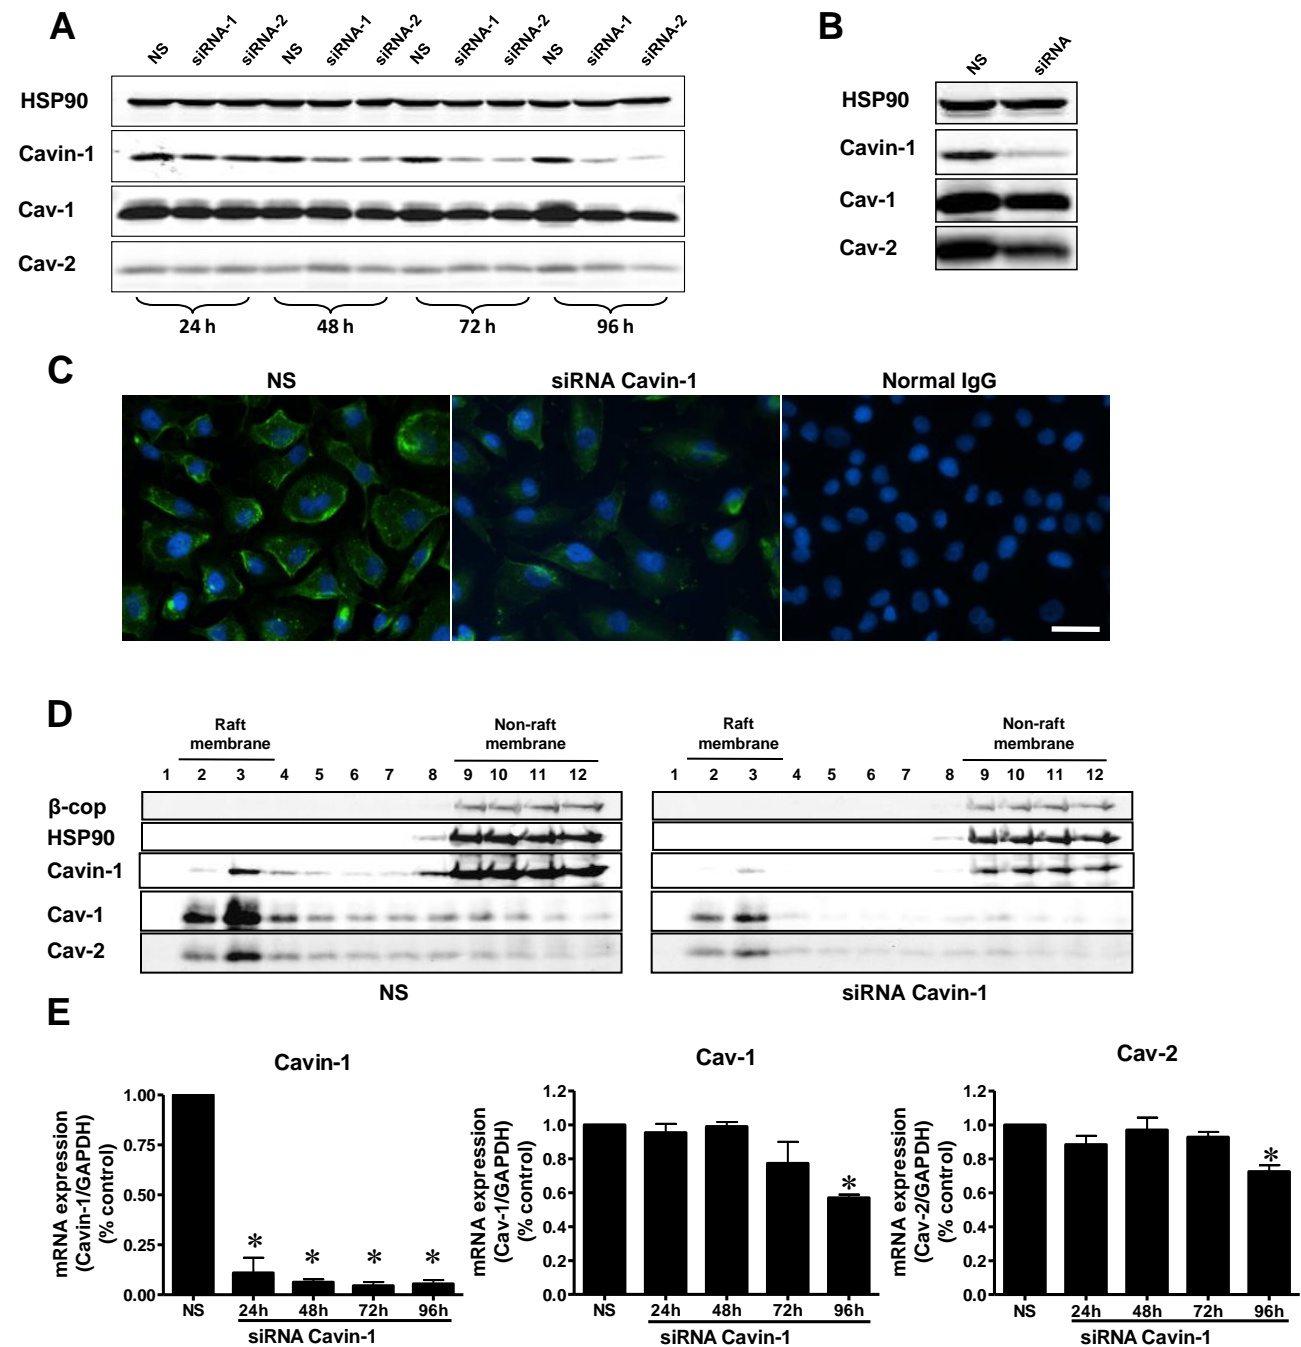 A
NS siRNA-1 siRNA-2 NS siRNA-1 siRNA-2 NS siRNA-1 siRNA-2 NS siRNA-1 siRNA-2
HSP90
Cavin-1
Cav-1
Cav-2
24 h 48 h 72 h 96 h
B
NS siRNA
HSP90
Cavin-1
Cav-1
Cav-2
C
NS siRNA Cavin-1 Normal IgG
D
Raft
membrane
Non-raft
membrane
Raft
membrane
Non-raft
membrane
1 2 3 4 5 6 7 8 9 10 11 12
1 2 3 4 5 6 7 8 9 10 11 12
β-cop
HSP90
Cavin-1
Cav-1
Cav-2
NS siRNA Cavin-1
E
Cavin-1
mRNA expression
(Cavin-1/GAPDH)
(% control)
1.00
0.75
0.50
0.25
0.00
* * * *
NS 24h 48h 72h 96h
siRNA Cavin-1
Cav-1
mRNA expression
(Cav-1/GAPDH)
(% control)
1.2
1.0
0.8
0.6
0.4
0.2
0.0
*
NS 24h 48h 72h 96h
siRNA Cavin-1
Cav-2
mRNA expression
(Cav-2/GAPDH)
(% control)
1.2
1.0
0.8
0.6
0.4
0.2
0.0
*
NS 24h 48h 72h 96h
siRNA Cavin-1